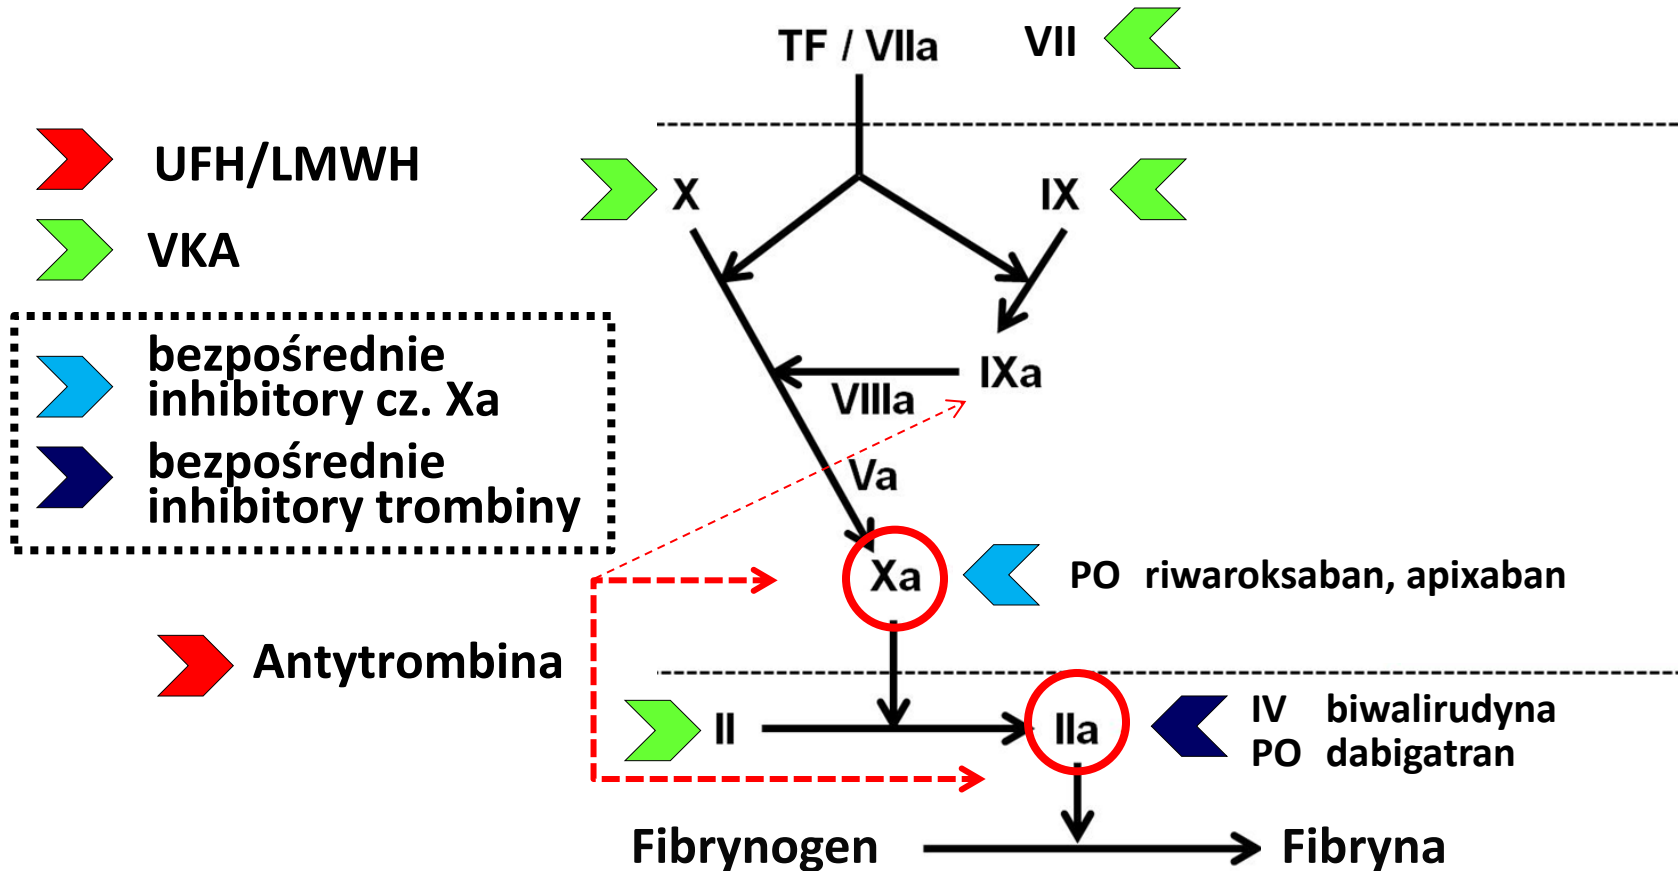 TF / VIIa
VII
UFH/LMWH
X
IX
VKA
bezpośrednie
inhibitory cz. Xa
bezpośrednie
inhibitory trombiny
IXa
VIIIa
Va
Xa
PO riwaroksaban, apixaban
Antytrombina
II
IIa
IV biwalirudyna
PO dabigatran
Fibrynogen
Fibryna